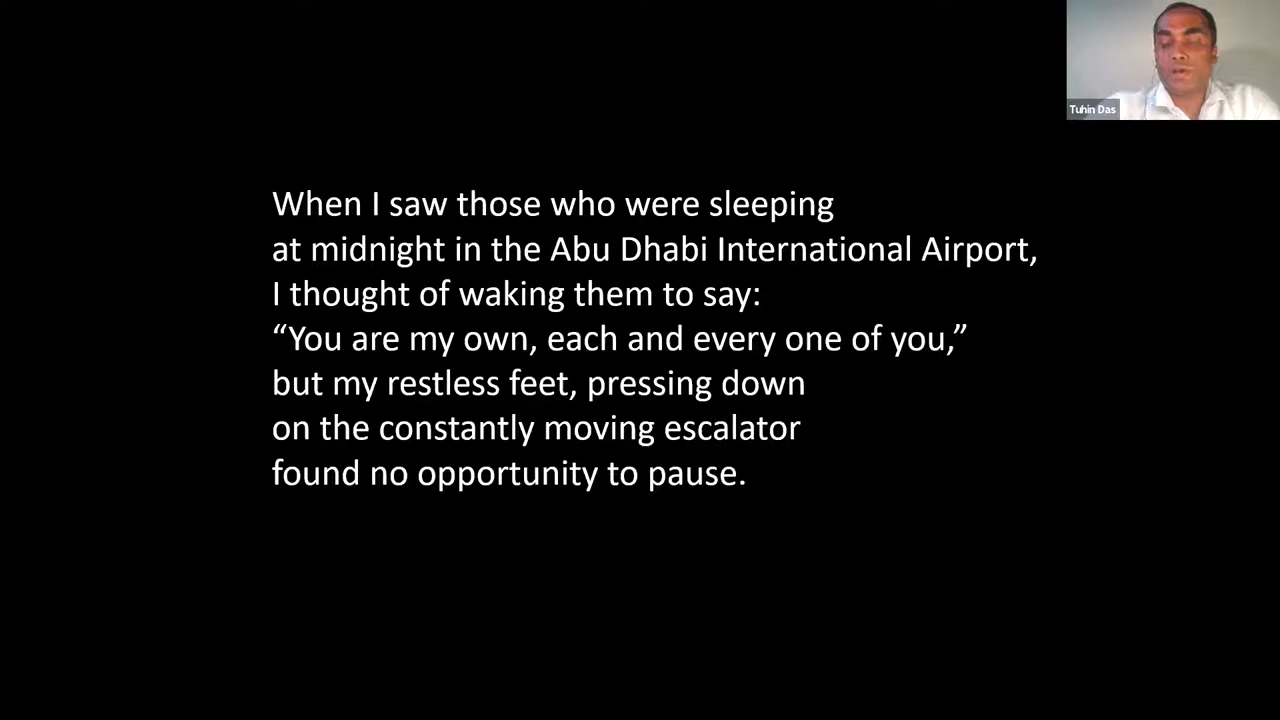 Tuhin Das
When I saw those who were sleeping
at midnight in the Abu Dhabi International Airport,
I thought of waking them to say:
“You are my own, each and every one of you,”
but my restless feet, pressing down
on the constantly moving escalator
found no opportunity to pause.